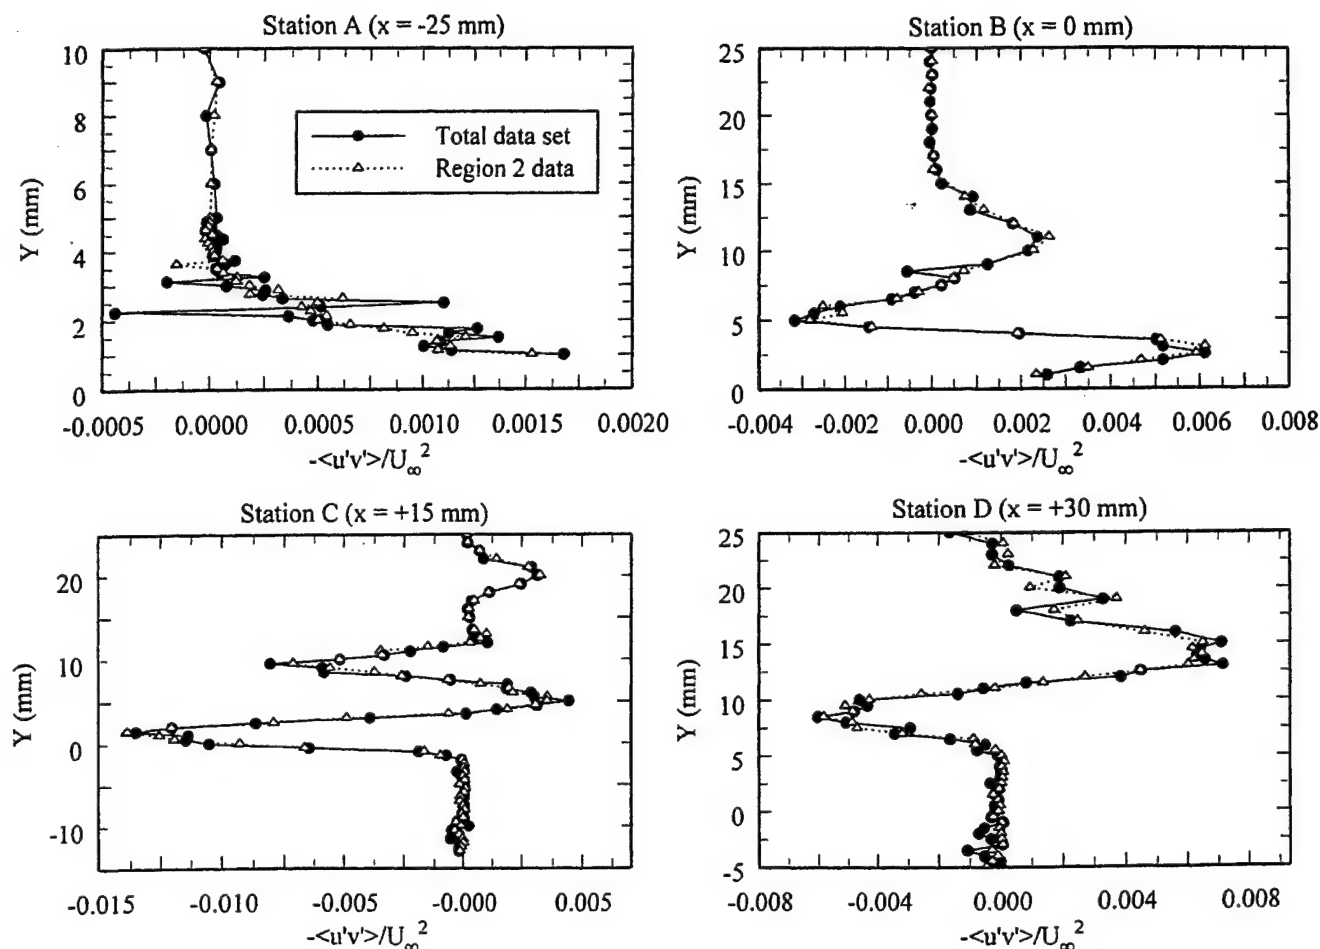 Station A (x = -25 mm)
10
8
6
4
2
0
Y (mm)
Total data set
Region 2 data
-0.0005 0.0000 0.0005 0.0010 0.0015 0.0020
-<u'v'>/U∞²
Station B (x = 0 mm)
25
20
15
10
5
0
Y (mm)
-0.004 -0.002 0.000 0.002 0.004 0.006 0.008
-<u'v'>/U∞²
Station C (x = +15 mm)
20
10
0
-10
Y (mm)
-0.015 -0.010 -0.005 -0.000 0.005
-<u'v'>/U∞²
Station D (x = +30 mm)
25
20
15
10
5
0
-5
Y (mm)
-0.008 -0.004 0.000 0.004 0.008
-<u'v'>/U∞²